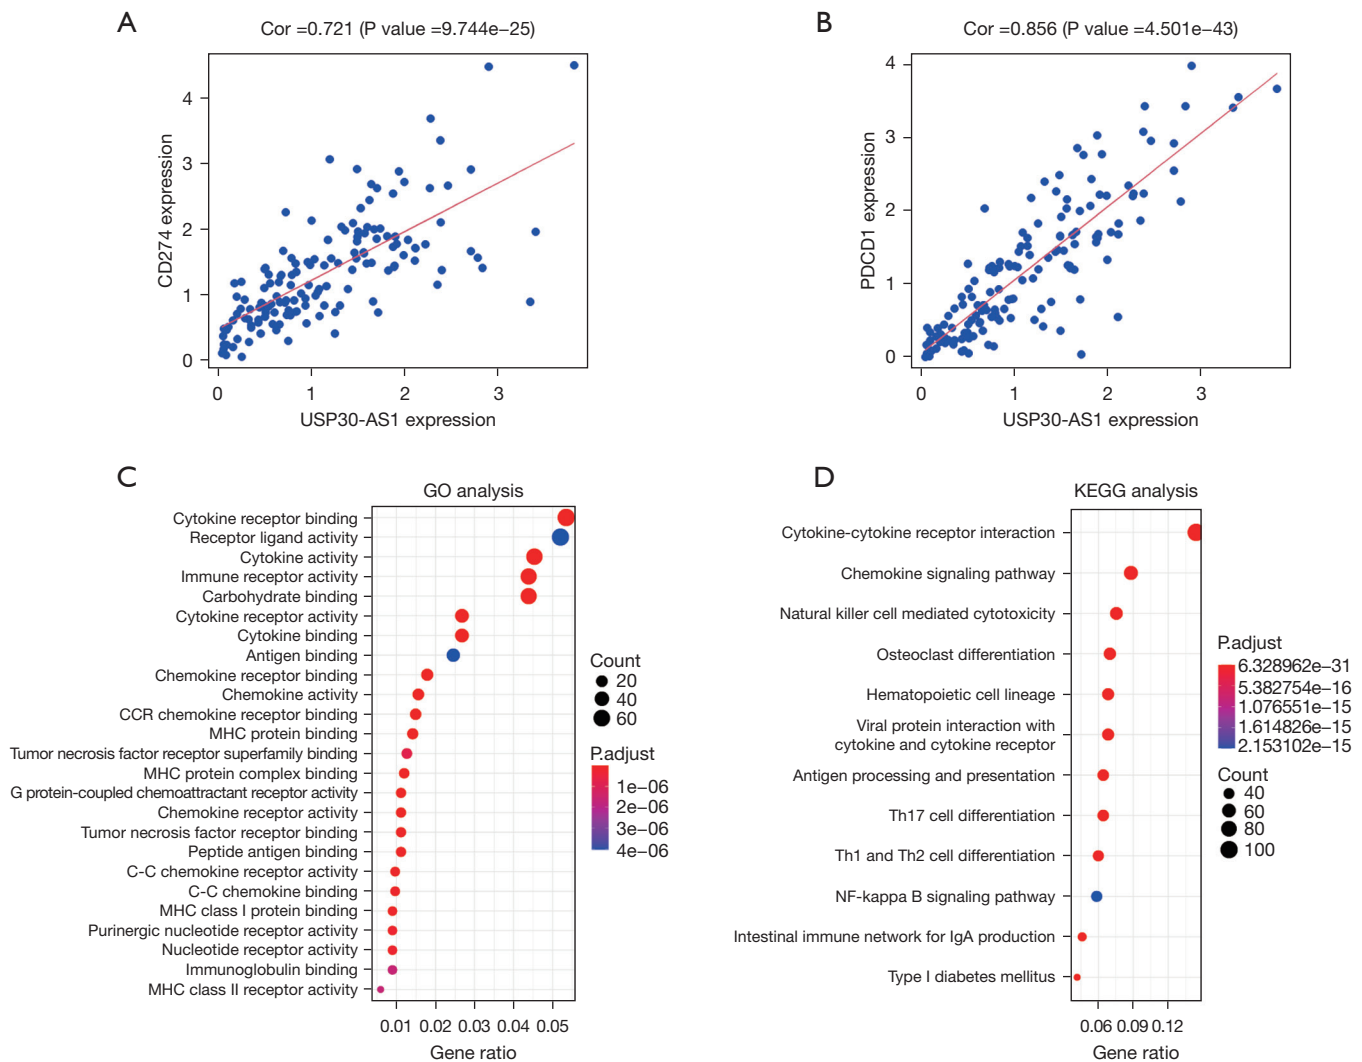 A
Cor =0.721 (P value =9.744e−25)
CD274 expression
4
3
2
1
0
0 1 2 3
USP30-AS1 expression
B
Cor =0.856 (P value =4.501e−43)
PDCD1 expression
4
3
2
1
0
0 1 2 3
USP30-AS1 expression
C
GO analysis
Cytokine receptor binding
Receptor ligand activity
Cytokine activity
Immune receptor activity
Carbohydrate binding
Cytokine receptor activity
Cytokine binding
Antigen binding
Chemokine receptor binding
Chemokine activity
CCR chemokine receptor binding
MHC protein binding
Tumor necrosis factor receptor superfamily binding
MHC protein complex binding
G protein-coupled chemoattractant receptor activity
Chemokine receptor activity
Tumor necrosis factor receptor binding
Peptide antigen binding
C-C chemokine receptor activity
C-C chemokine binding
MHC class I protein binding
Purinergic nucleotide receptor activity
Nucleotide receptor activity
Immunoglobulin binding
MHC class II receptor activity
0.01 0.02 0.03 0.04 0.05
Gene ratio
Count
20
40
60
P.adjust
1e−06
2e−06
3e−06
4e−06
D
KEGG analysis
Cytokine-cytokine receptor interaction
Chemokine signaling pathway
Natural killer cell mediated cytotoxicity
Osteoclast differentiation
Hematopoietic cell lineage
Viral protein interaction with
cytokine and cytokine receptor
Antigen processing and presentation
Th17 cell differentiation
Th1 and Th2 cell differentiation
NF-kappa B signaling pathway
Intestinal immune network for IgA production
Type I diabetes mellitus
0.06 0.09 0.12
Gene ratio
P.adjust
6.328962e−31
5.382754e−16
1.076551e−15
1.614826e−15
2.153102e−15
Count
40
60
80
100